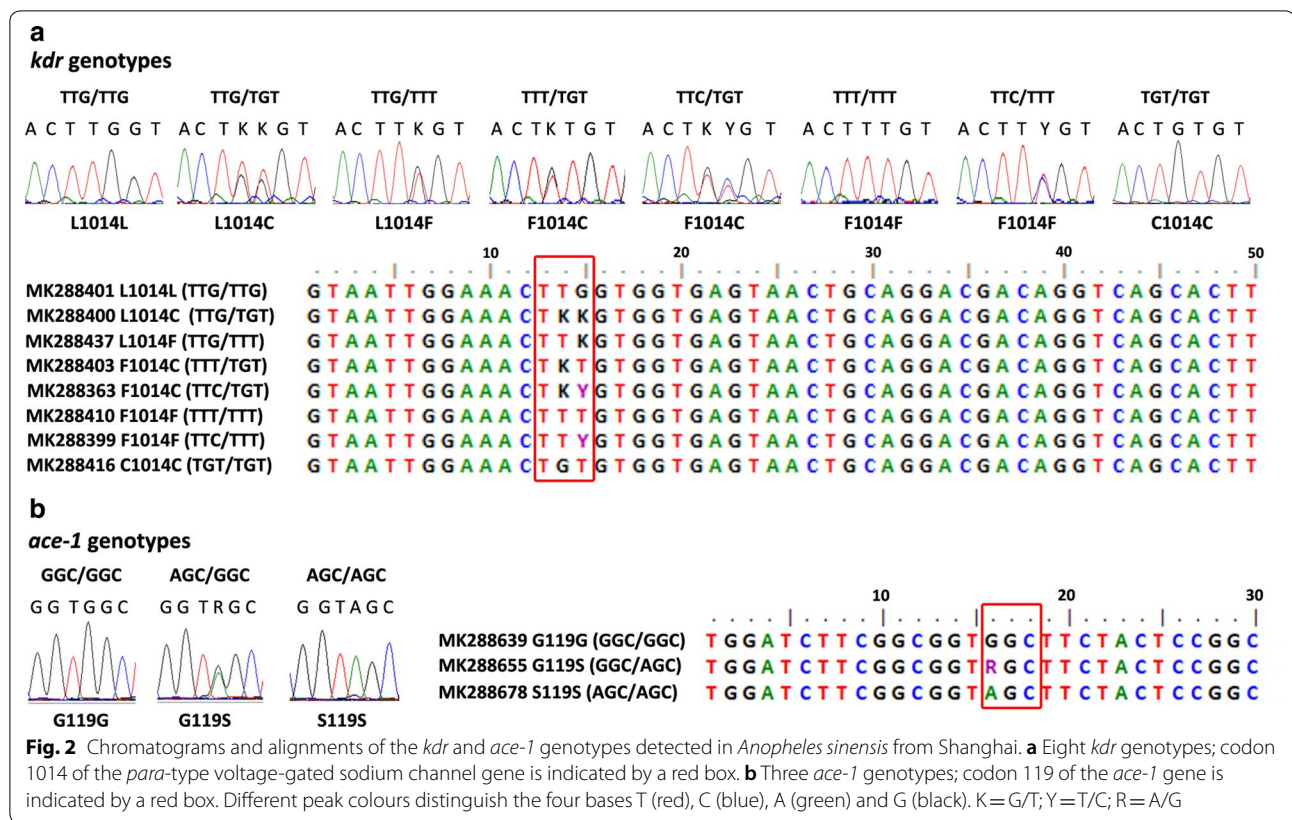 a
kdr genotypes
TTG/TTG TTG/TGT TTG/TTT TTT/TGT TTC/TGT TTT/TTT TTC/TTT TGT/TGT
A C T T G G T A C T K K G T A C T T K G T A C T K T G T A C T K Y G T A C T T T G T A C T T Y G T A C T G T G T
L1014L L1014C L1014F F1014C F1014C F1014F F1014F C1014C
10 20 30 40 50
MK288401 L1014L (TTG/TTG) G T A A T T G G A A A C T T G G T G G T G A G T A A C T G C A G G A C G A C A G G T C A G C A C T T
MK288400 L1014C (TTG/TGT) G T A A T T G G A A A C T K K G T G G T G A G T A A C T G C A G G A C G A C A G G T C A G C A C T T
MK288437 L1014F (TTG/TTT) G T A A T T G G A A A C T T K G T G G T G A G T A A C T G C A G G A C G A C A G G T C A G C A C T T
MK288403 F1014C (TTT/TGT) G T A A T T G G A A A C T K T G T G G T G A G T A A C T G C A G G A C G A C A G G T C A G C A C T T
MK288363 F1014C (TTC/TGT) G T A A T T G G A A A C T K Y G T G G T G A G T A A C T G C A G G A C G A C A G G T C A G C A C T T
MK288410 F1014F (TTT/TTT) G T A A T T G G A A A C T T T G T G G T G A G T A A C T G C A G G A C G A C A G G T C A G C A C T T
MK288399 F1014F (TTC/TTT) G T A A T T G G A A A C T T Y G T G G T G A G T A A C T G C A G G A C G A C A G G T C A G C A C T T
MK288416 C1014C (TGT/TGT) G T A A T T G G A A A C T G T G T G G T G A G T A A C T G C A G G A C G A C A G G T C A G C A C T T
b
ace-1 genotypes
GGC/GGC AGC/GGC AGC/AGC
G G T G G C G G T R G C G G T A G C
G119G G119S S119S
10 20 30
MK288639 G119G (GGC/GGC) T G G A T C T T C G G C G G T G G C T T C T A C T C C G G C
MK288655 G119S (GGC/AGC) T G G A T C T T C G G C G G T R G C T T C T A C T C C G G C
MK288678 S119S (AGC/AGC) T G G A T C T T C G G C G G T A G C T T C T A C T C C G G C
Fig. 2 Chromatograms and alignments of the kdr and ace-1 genotypes detected in Anopheles sinensis from Shanghai. a Eight kdr genotypes; codon
1014 of the para-type voltage-gated sodium channel gene is indicated by a red box. b Three ace-1 genotypes; codon 119 of the ace-1 gene is
indicated by a red box. Different peak colours distinguish the four bases T (red), C (blue), A (green) and G (black). K = G/T; Y = T/C; R = A/G